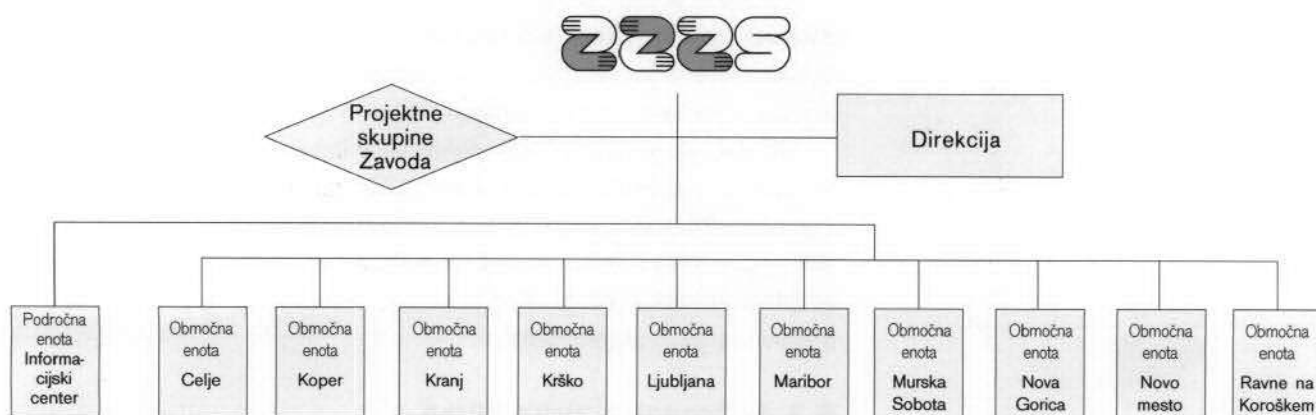 ZZZS
Projektne
skupine
Zavoda
Direkcija
Področna
enota
Informa-
cijski
center
Območna
enota
Celje
Območna
enota
Koper
Območna
enota
Kranj
Območna
enota
Krško
Območna
enota
Ljubljana
Območna
enota
Maribor
Območna
enota
Murska
Sobota
Območna
enota
Nova
Gorica
Območna
enota
Novo
mesto
Območna
enota
Ravne na
Koroškem